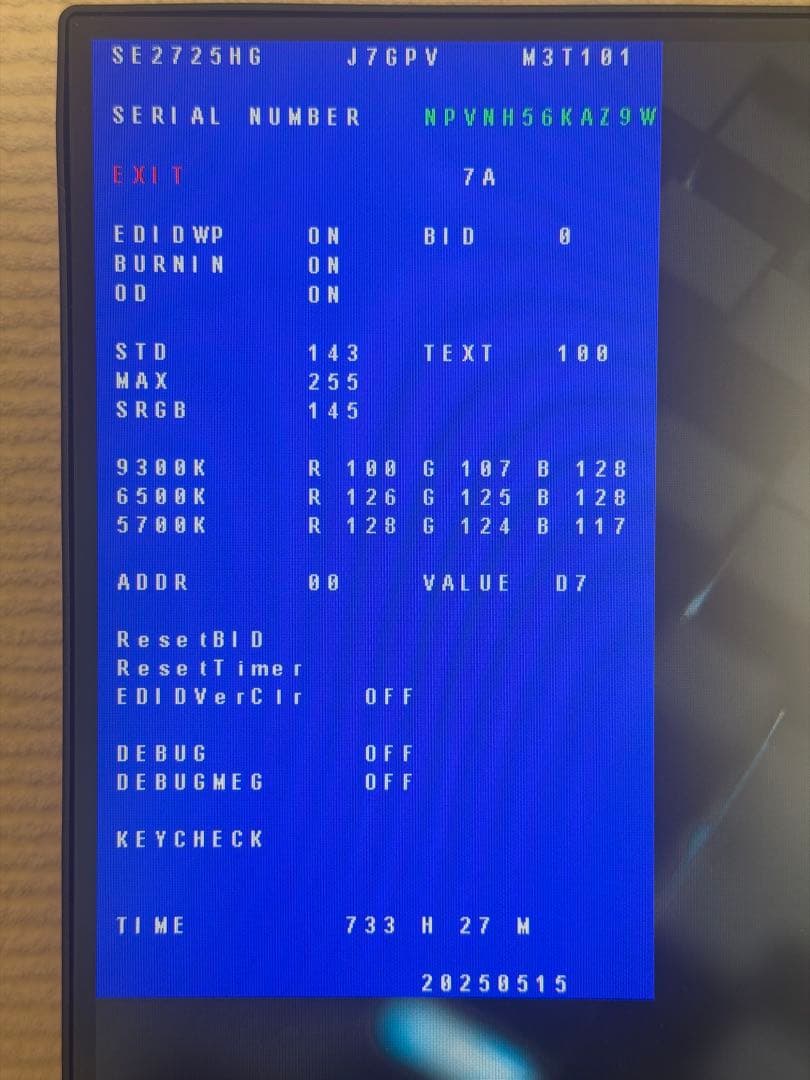 SE2725HG J7GPV M3T101
SERIAL NUMBER NPVNH56KAZ9W
EXIT 7A
EDIDWP ON BID 0
BURNIN ON
OD ON
STD 143 TEXT 100
MAX 255
SRGB 145
9300K R 100 G 107 B 128
6500K R 126 G 125 B 128
5700K R 128 G 124 B 117
ADDR 00 VALUE D7
ResetBID
ResetTimer
EDIDVerClr OFF
DEBUG OFF
DEBUGMEG OFF
KEYCHECK
TIME 733 H 27 M
20250515